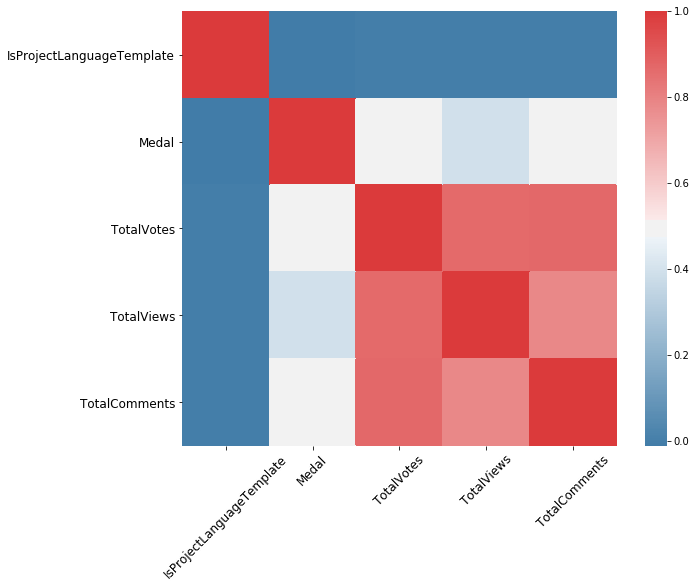 IsProjectLanguageTemplate
Medal
TotalVotes
TotalViews
TotalComments
IsProjectLanguageTemplate
Medal
TotalVotes
TotalViews
TotalComments
1.0
0.8
0.6
0.4
0.2
0.0